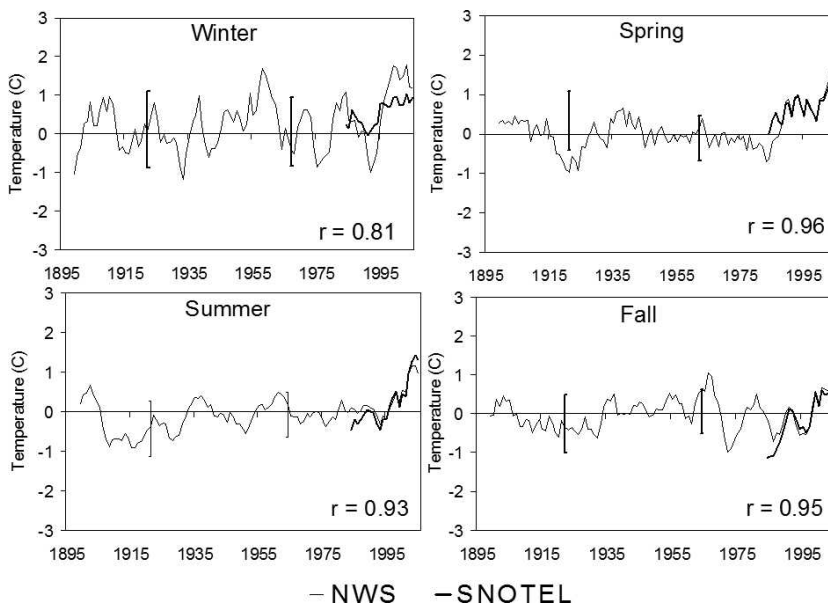 Winter
Spring
Temperature (C)
3
2
1
0
-1
-2
-3
r = 0.81
1895 1915 1935 1955 1975 1995
Temperature (C)
3
2
1
0
-1
-2
-3
r = 0.96
1895 1915 1935 1955 1975 1995
Summer
Fall
Temperature (C)
3
2
1
0
-1
-2
-3
r = 0.93
1895 1915 1935 1955 1975 1995
Temperature (C)
3
2
1
0
-1
-2
-3
r = 0.95
1895 1915 1935 1955 1975 1995
NWS SNOTEL